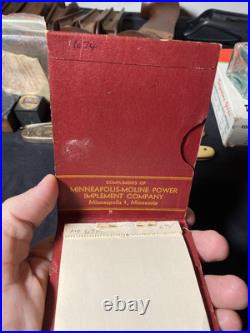 COMPLIMENTS OF
MINNEAPOLIS-MOLINE POWER
IMPLEMENT COMPANY
Minneapolis 1, Minnesota